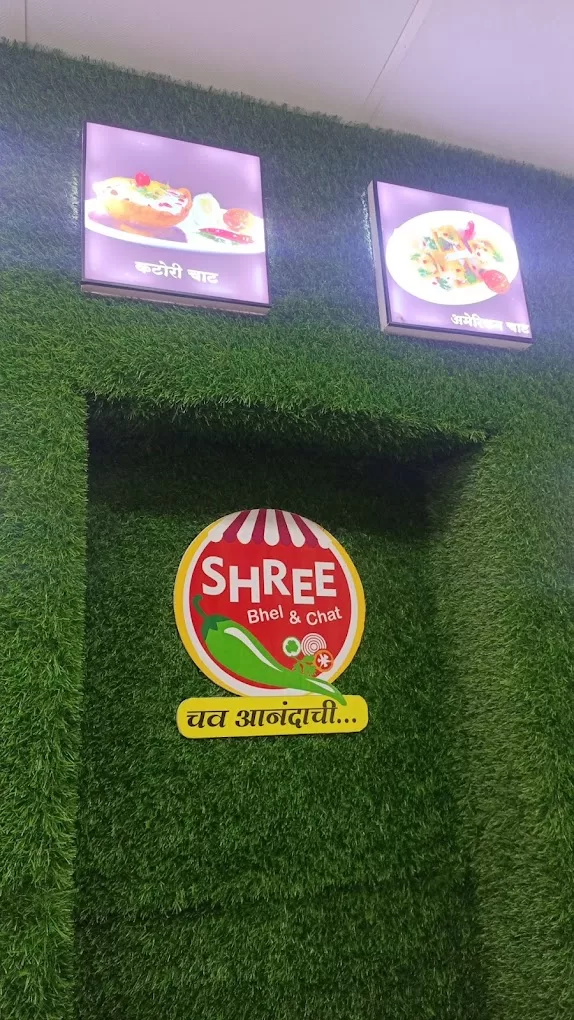 कटोरी चाट
अमेरिकन चाट
SHREE
Bhel & Chat
चव आनंदाची...